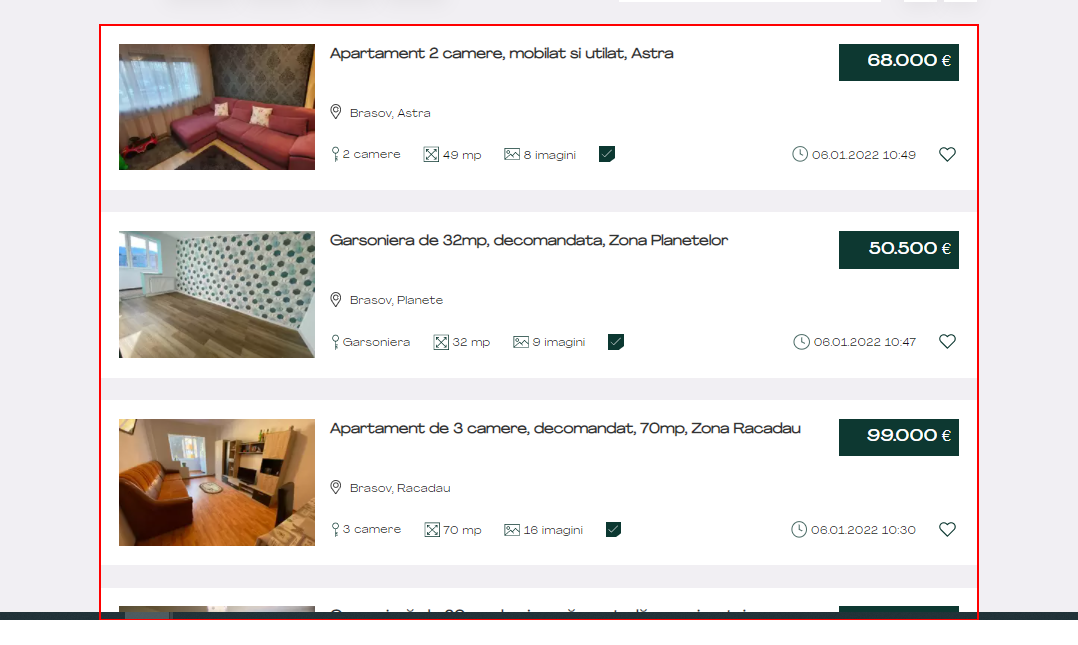 Apartament 2 camere, mobilat si utilat, Astra
68.000 €
Brasov, Astra
2 camere 49 mp 8 imagini 06.01.2022 10:49
Garsoniera de 32mp, decomandata, Zona Planetelor
50.500 €
Brasov, Planete
Garsoniera 32 mp 9 imagini 06.01.2022 10:47
Apartament de 3 camere, decomandat, 70mp, Zona Racadau
99.000 €
Brasov, Racadau
3 camere 70 mp 16 imagini 06.01.2022 10:30